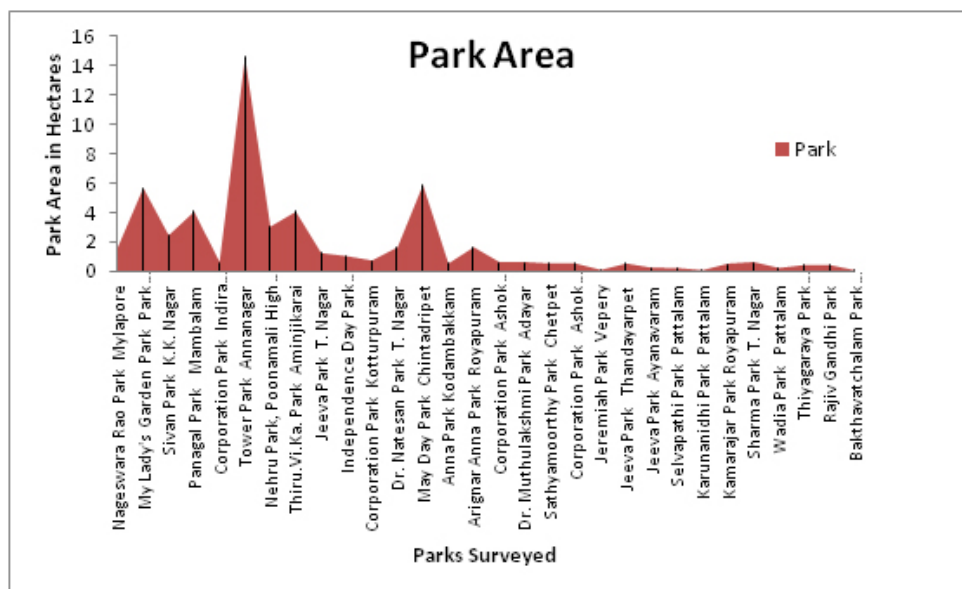 Park Area
Park Area in Hectares
16
14
12
10
8
6
4
2
0
Park
Nageswara Rao Park Mylapore
My Lady's Garden Park Park...
Sivan Park K.K. Nagar
Panagal Park Mambalam
Corporation Park Indira...
Tower Park Annanagar
Nehru Park, Poonamali High...
Thiru.Vi.Ka. Park Aminjikarai
Jeeva Park T. Nagar
Independence Day Park...
Corporation Park Kotturpuram
Dr. Natesan Park T. Nagar
May Day Park Chintadripet
Anna Park Kodambakkam
Arignar Anna Park Royapuram
Corporation Park Ashok...
Dr. Muthulakshmi Park Adayar
Sathyamoorthy Park Chetpet
Corporation Park Ashok...
Jeremiah Park Vepery
Jeeva Park Thandayarpet
Jeeva Park Ayanavaram
Selvapathi Park Pattalam
Karunanidhi Park Pattalam
Kamarajar Park Royapuram
Sharma Park T. Nagar
Wadia Park Pattalam
Thiyagaraya Park...
Rajiv Gandhi Park
Bakthavatchalam Park...
Parks Surveyed